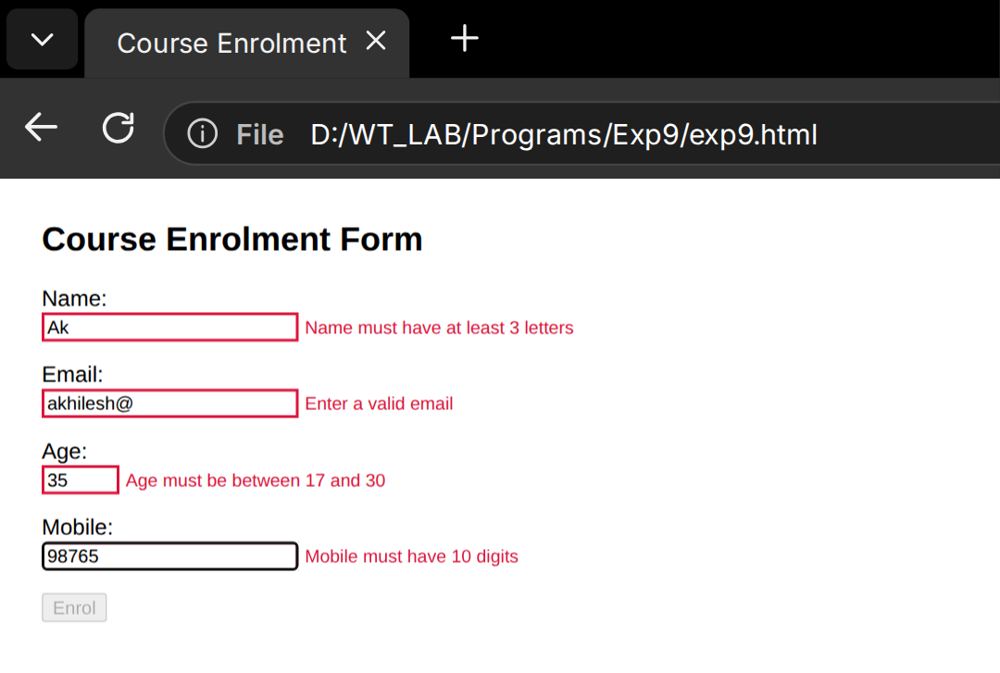 Course Enrolment
File D:/WT_LAB/Programs/Exp9/exp9.html
Course Enrolment Form
Name:
Ak Name must have at least 3 letters
Email:
akhilesh@ Enter a valid email
Age:
35 Age must be between 17 and 30
Mobile:
98765 Mobile must have 10 digits
Enrol